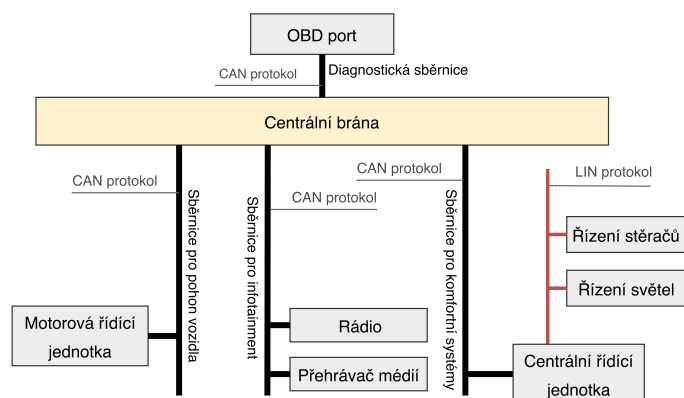 OBD port
CAN protokol
Diagnostická sběrnice
Centrální brána
CAN protokol
Sběrnice pro pohon vozidla
Sběrnice pro infotainment
CAN protokol
CAN protokol
Sběrnice pro komfortní systémy
LIN protokol
Řízení stěračů
Řízení světel
Motorová řídící
jednotka
Rádio
Přehrávač médií
Centrální řídící
jednotka